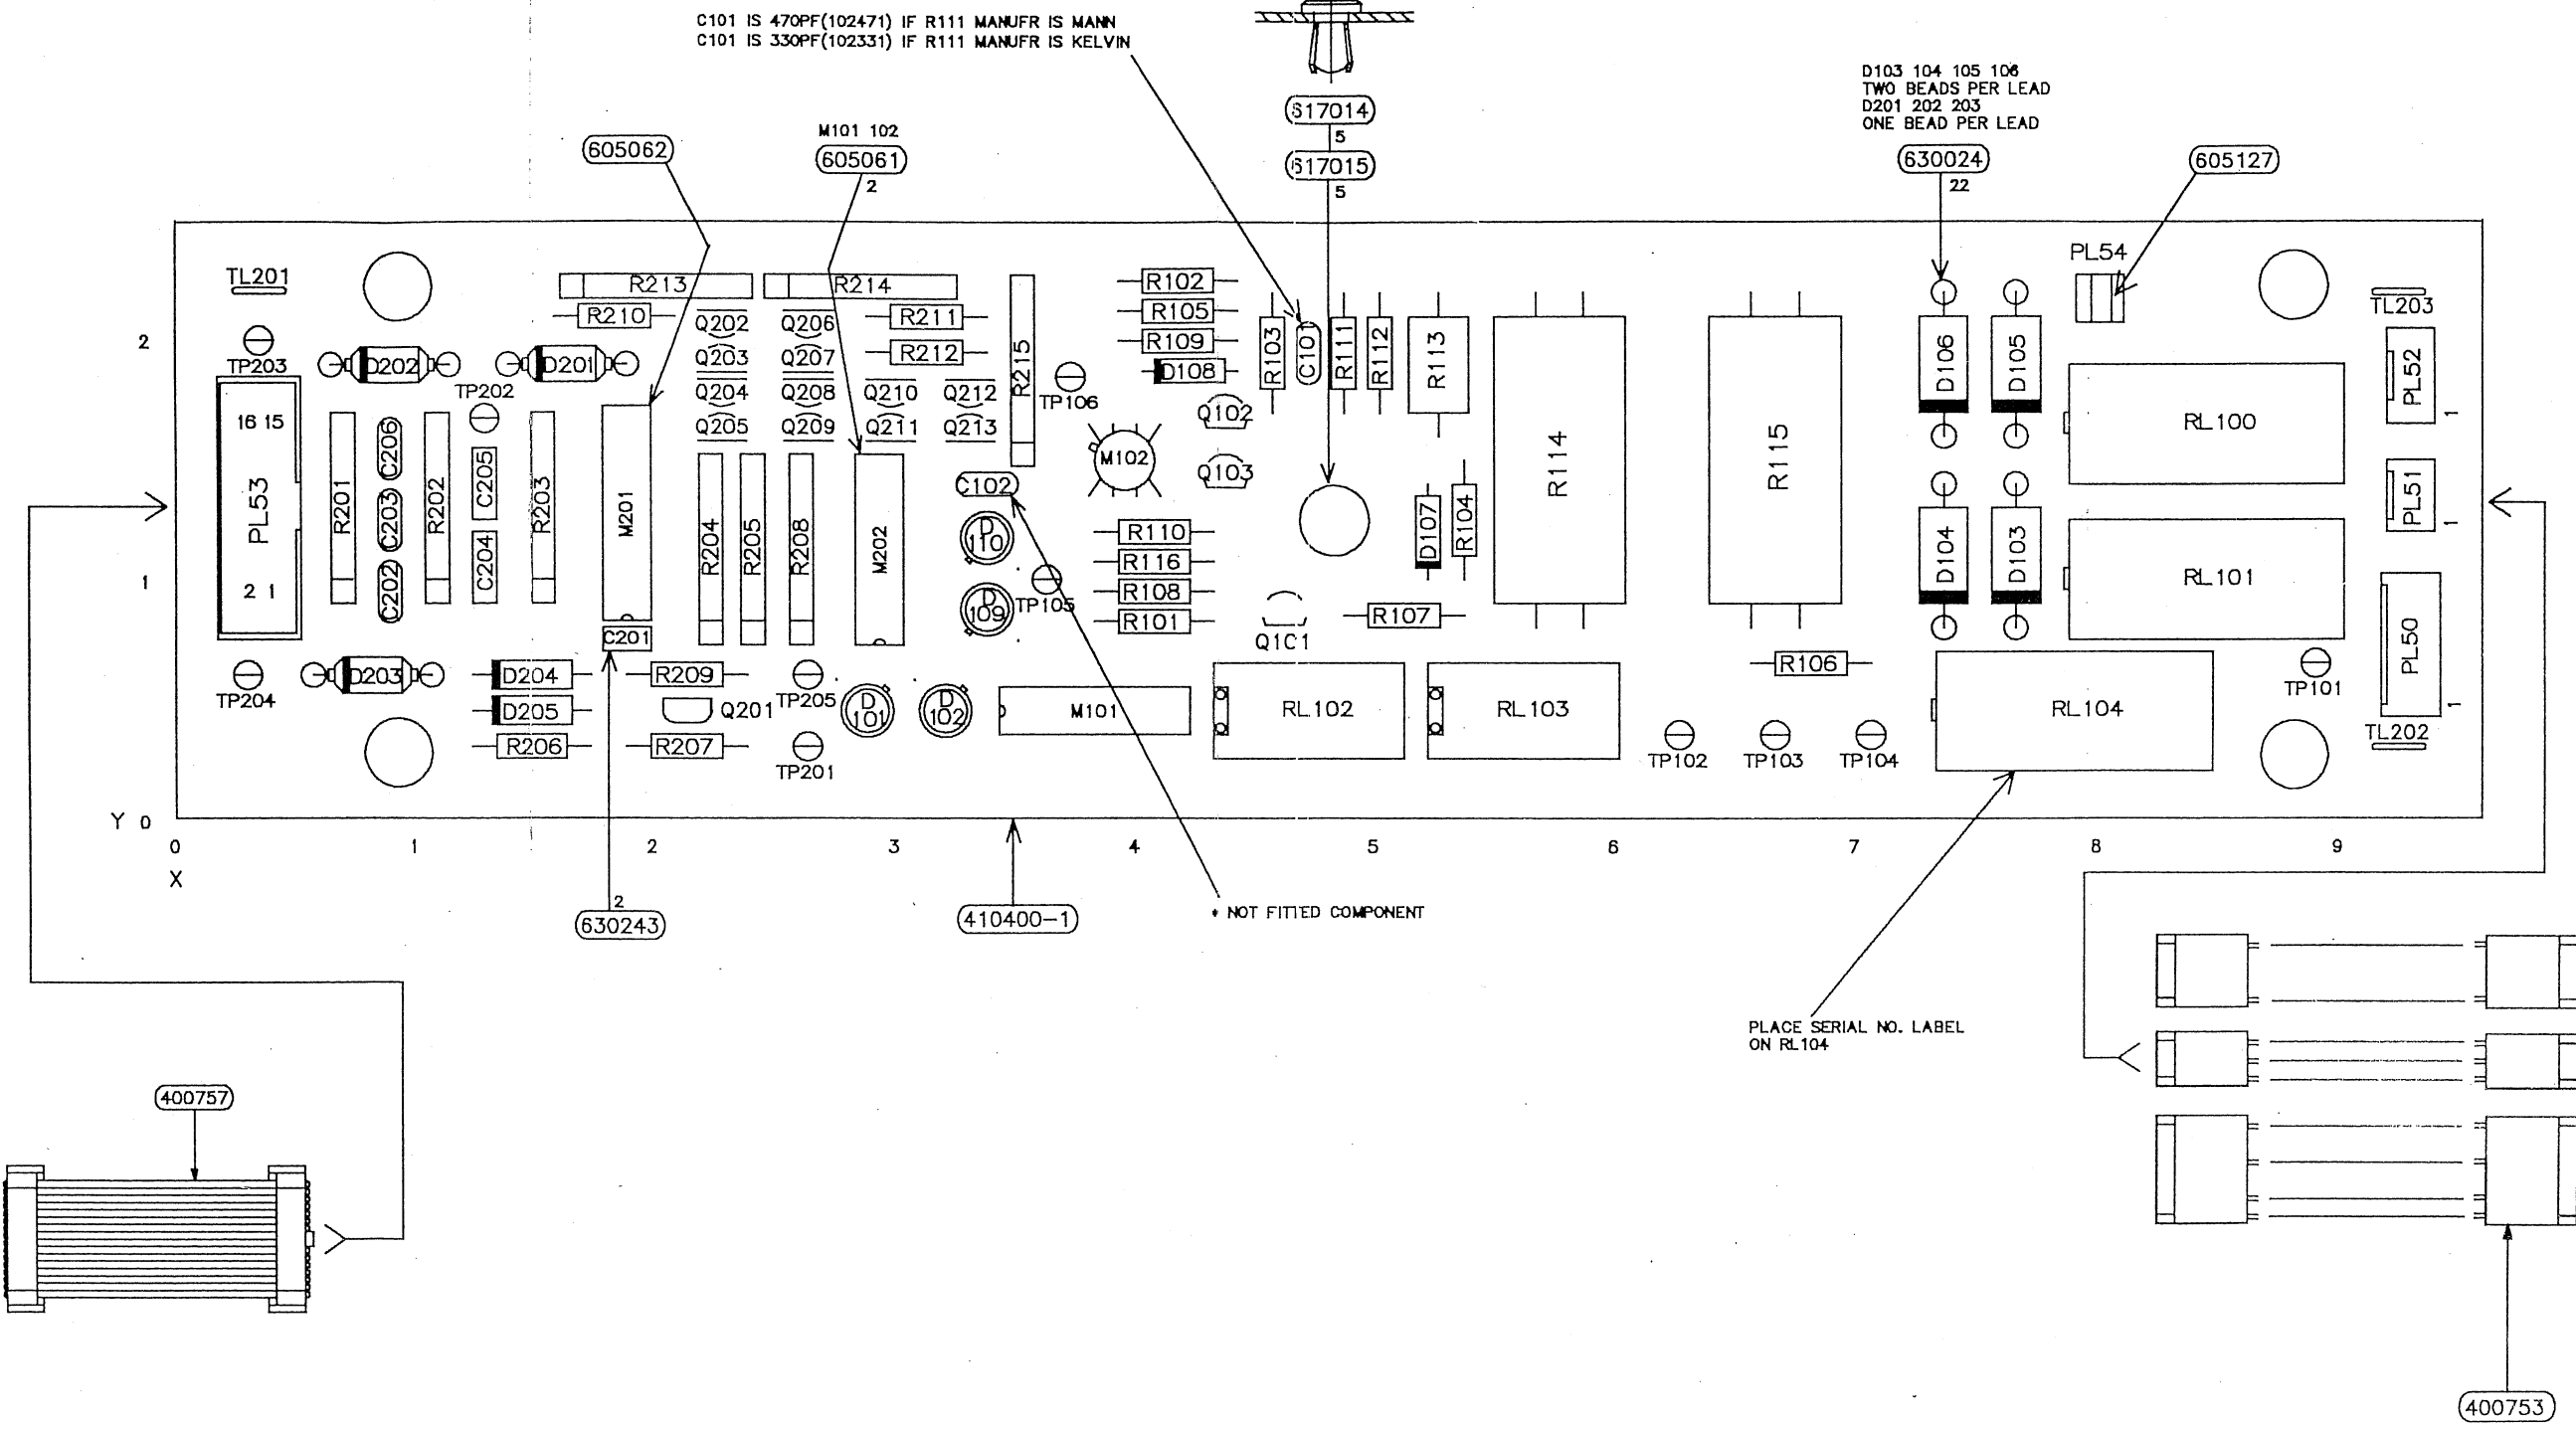 C101 IS 470PF(102471) IF R111 MANUFR IS MANN
C101 IS 330PF(102331) IF R111 MANUFR IS KELVIN
617014
5
617015
5
D103 104 105 106
TWO BEADS PER LEAD
D201 202 203
ONE BEAD PER LEAD
630024
22
605127
605062
M101 102
605061
2
TL201
R213
R214
R102
PL54
TL203
R210
Q202
Q206
R211
R105
2
TP203
D202
D201
Q203
Q207
R212
R109
R215
D108
R103
C101
R111
R112
R113
D106
D105
PL52
1
TP202
Q204
Q208
Q210
Q212
TP106
Q102
Q205
Q209
Q211
Q213
16 15
PL53
2 1
R201
C206
C203
C202
R202
C205
C204
R203
M201
R204
R205
R208
M202
C102
M102
Q103
R114
R115
RL100
PL51
1
D
110
R110
D107
R104
D104
D103
RL101
1
R116
D
109
TP105
R108
R101
R107
Q1C1
C201
PL50
1
TP204
D203
D204
R209
TP205
R106
TP101
D205
Q201
D
101
D
102
M101
RL102
RL103
RL104
R206
R207
TP201
TP102
TP103
TP104
TL202
Y 0
0
1
2
3
4
5
6
7
8
9
X
2
630243
410400-1
* NOT FITTED COMPONENT
PLACE SERIAL NO. LABEL
ON RL104
400757
400753